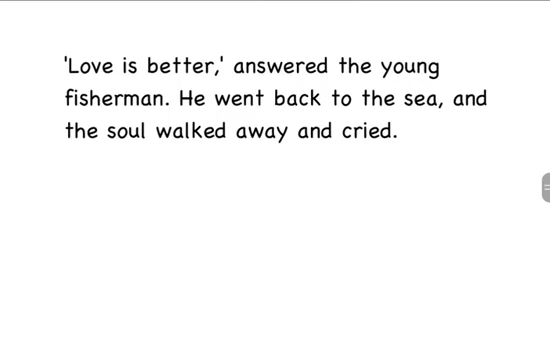 'Love is better,' answered the young
fisherman. He went back to the sea, and
the soul walked away and cried.